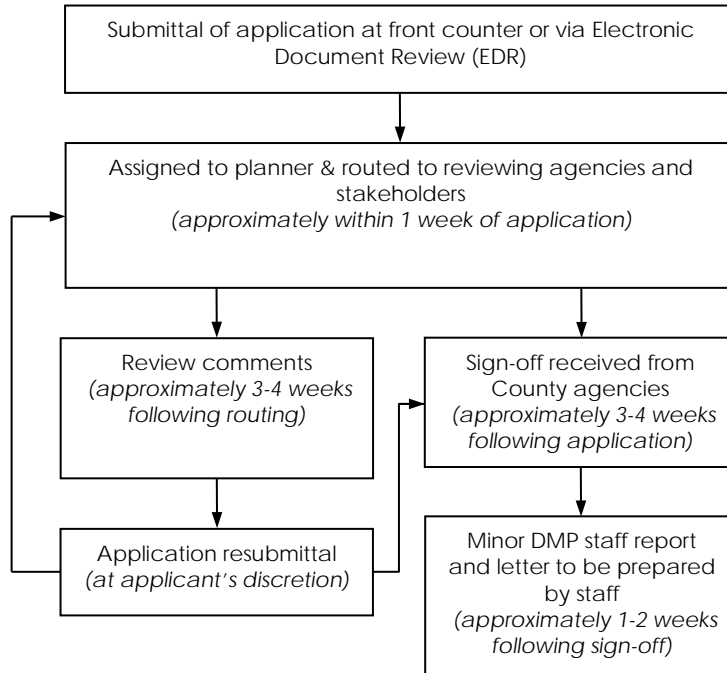 Submittal of application at front counter or via Electronic
Document Review (EDR)
Assigned to planner & routed to reviewing agencies and
stakeholders
(approximately within 1 week of application)
Review comments
(approximately 3-4 weeks
following routing)
Sign-off received from
County agencies
(approximately 3-4 weeks
following application)
Application resubmittal
(at applicant's discretion)
Minor DMP staff report
and letter to be prepared
by staff
(approximately 1-2 weeks
following sign-off)